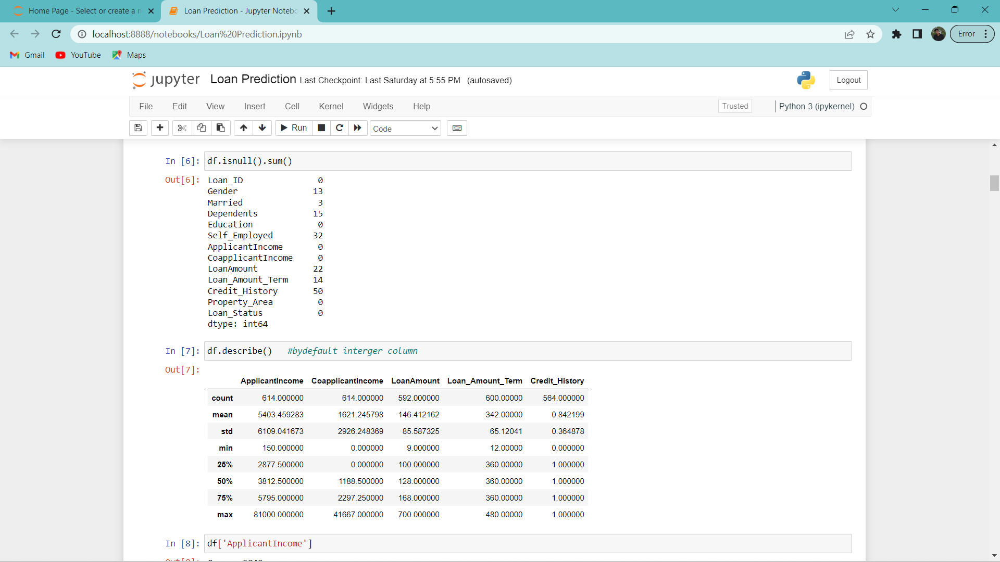 Home Page - Select or create a n
Loan Prediction - Jupyter Notebo
localhost:8888/notebooks/Loan%20Prediction.ipynb
Error
Gmail YouTube Maps
jupyter Loan Prediction Last Checkpoint: Last Saturday at 5:55 PM (autosaved)
Logout
File Edit View Insert Cell Kernel Widgets Help
Trusted
Python 3 (ipykernel)
Run
Code
In [6]: df.isnull().sum()
Out[6]: Loan_ID 0
Gender 13
Married 3
Dependents 15
Education 0
Self_Employed 32
ApplicantIncome 0
CoapplicantIncome 0
LoanAmount 22
Loan_Amount_Term 14
Credit_History 50
Property_Area 0
Loan_Status 0
dtype: int64
In [7]: df.describe() #bydefault interger column
Out[7]:
ApplicantIncome CoapplicantIncome LoanAmount Loan_Amount_Term Credit_History
count 614.000000 614.000000 592.000000 600.00000 564.000000
mean 5403.459283 1621.245798 146.412162 342.00000 0.842199
std 6109.041673 2926.248369 85.587325 65.12041 0.364878
min 150.000000 0.000000 9.000000 12.00000 0.000000
25% 2877.500000 0.000000 100.000000 360.00000 1.000000
50% 3812.500000 1188.500000 128.000000 360.00000 1.000000
75% 5795.000000 2297.250000 168.000000 360.00000 1.000000
max 81000.000000 41667.000000 700.000000 480.00000 1.000000
In [8]: df['ApplicantIncome']